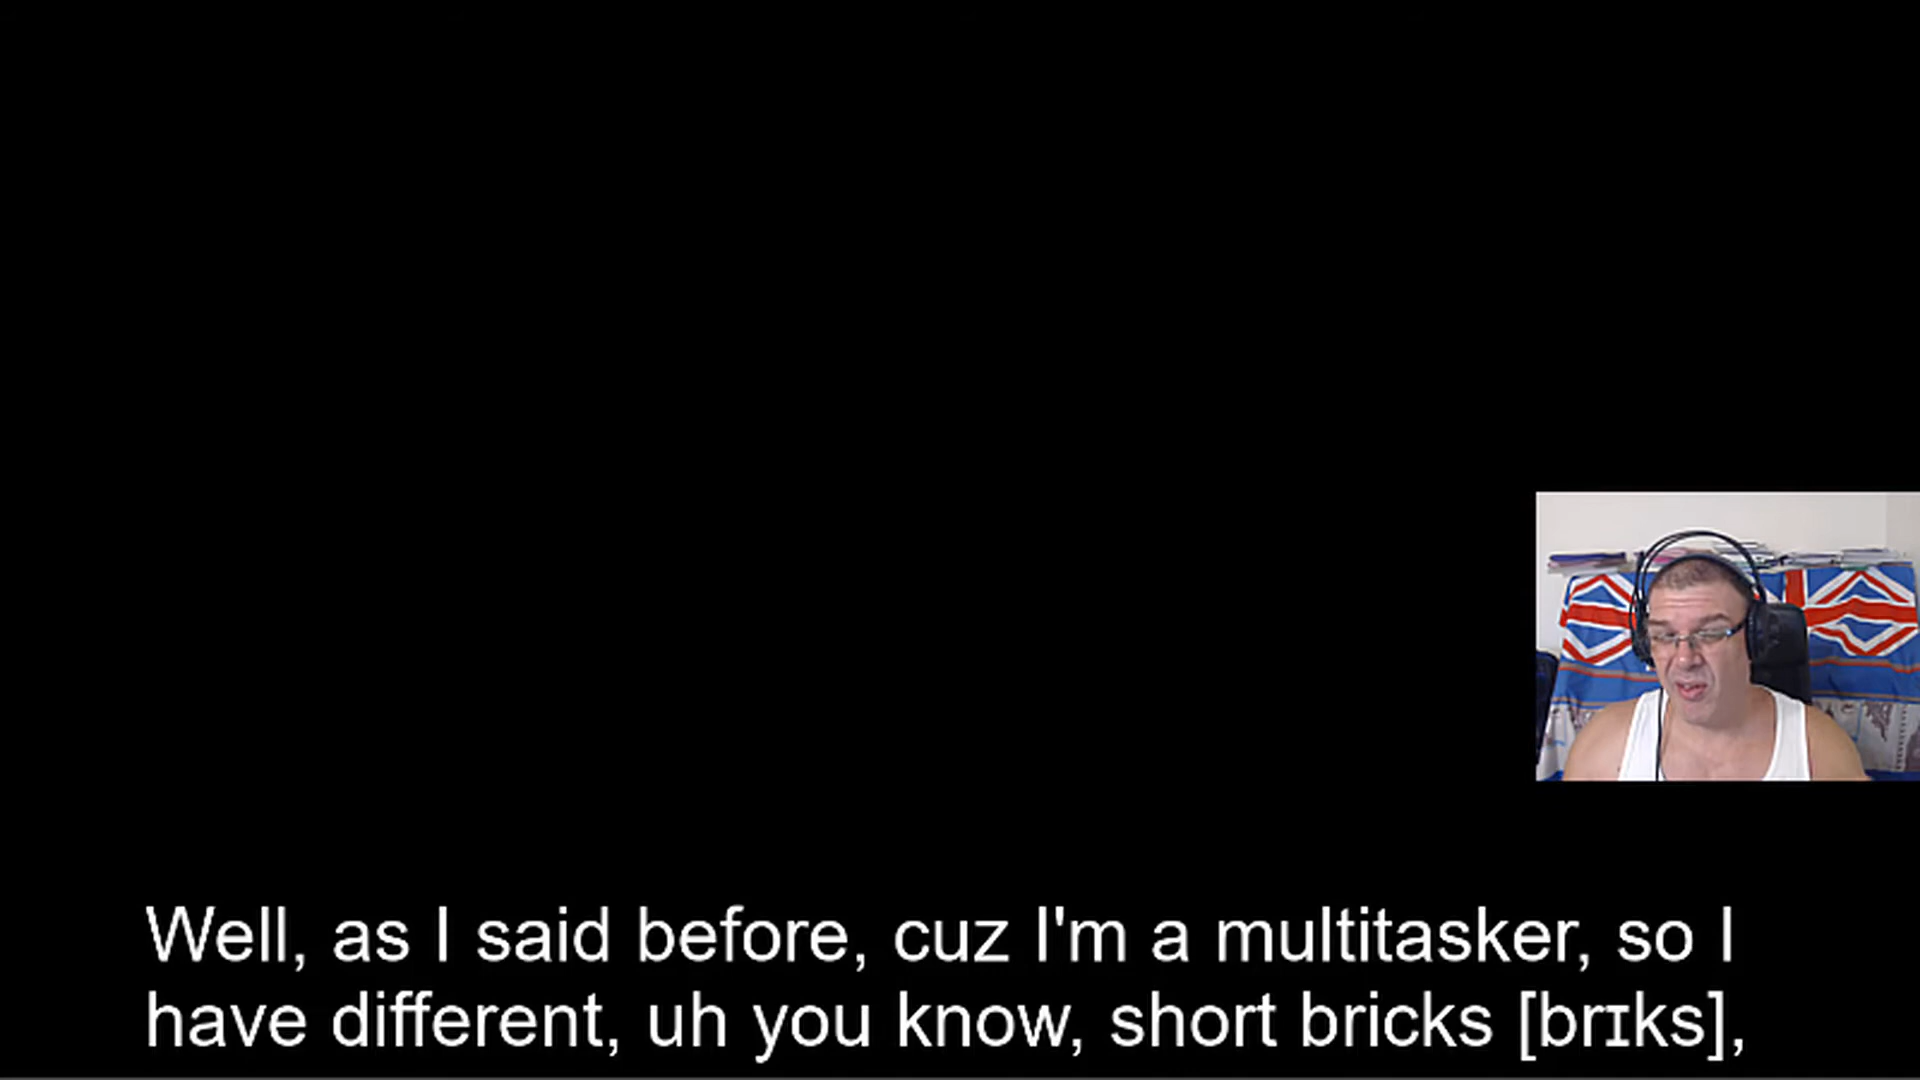 Well, as I said before, cuz I'm a multitasker, so I
have different, uh you know, short bricks [brɪks],